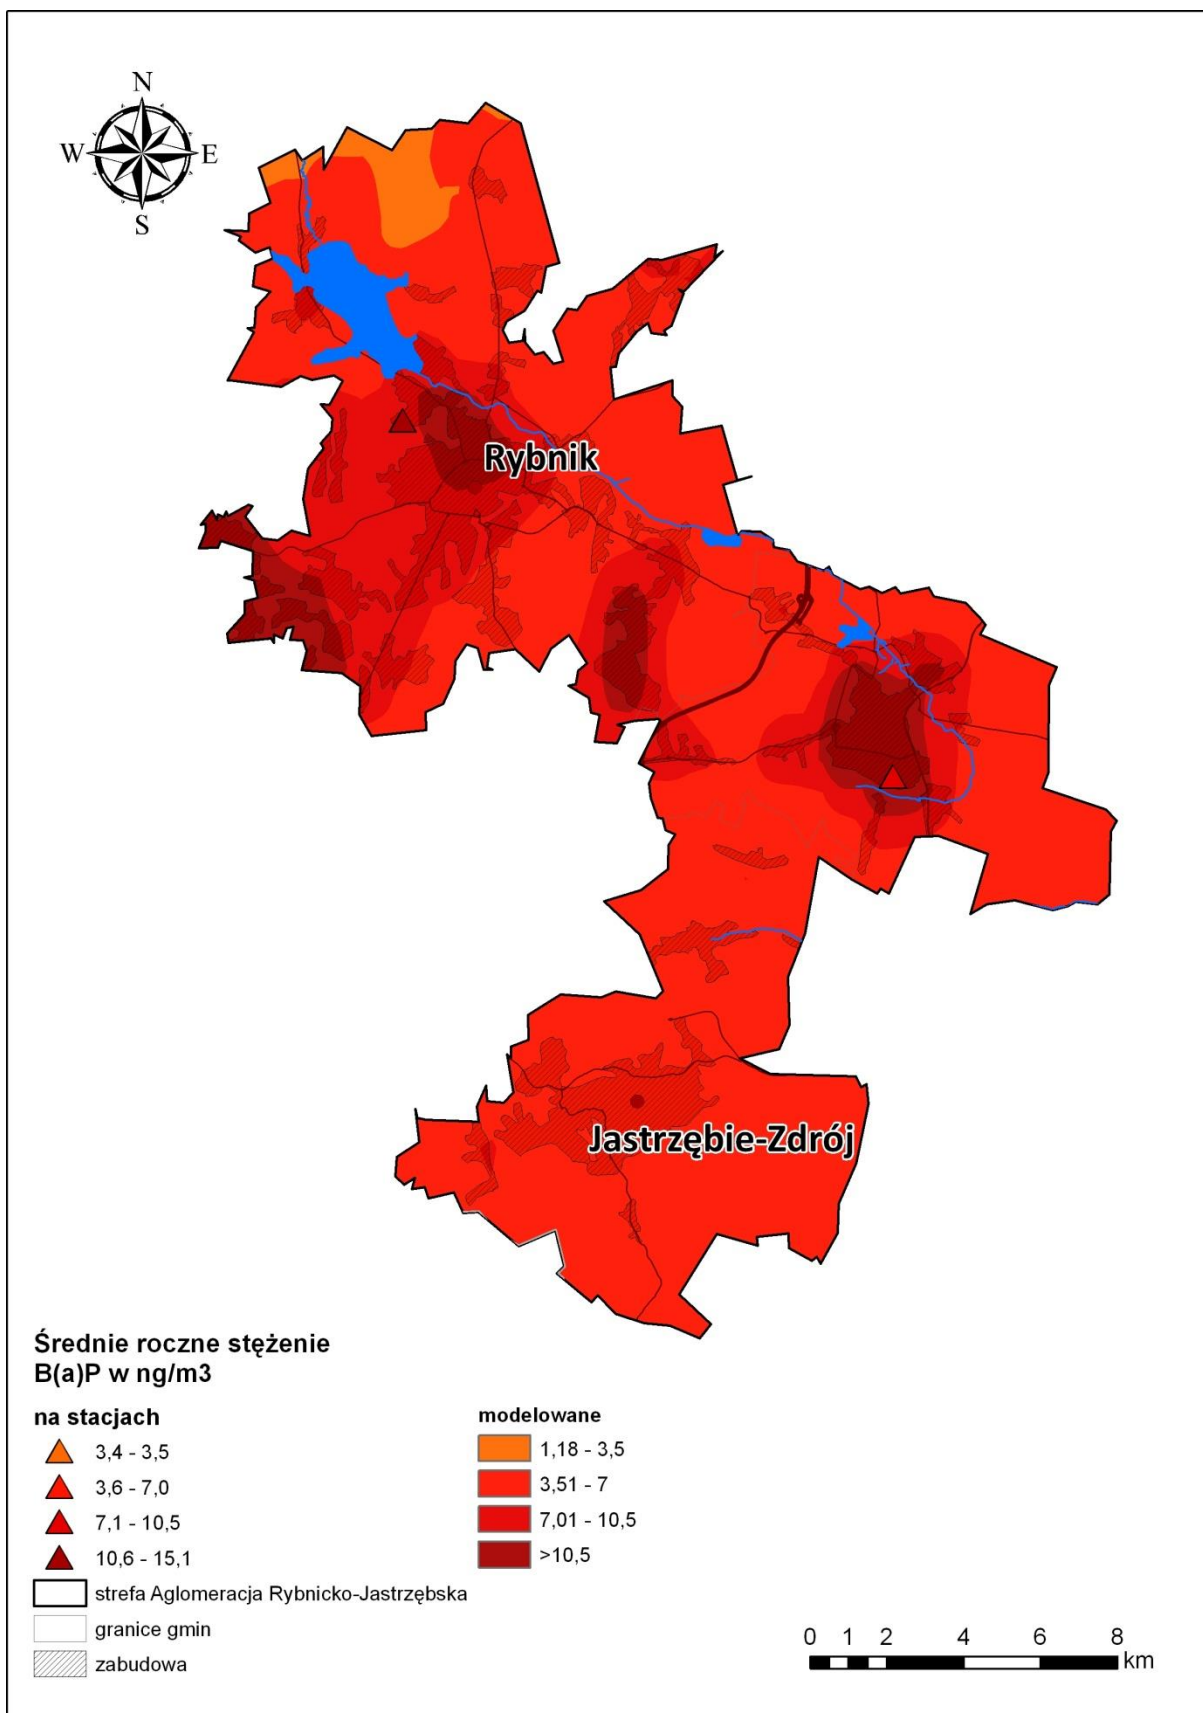 N
W E
S
Rybnik
Jastrzębie-Zdrój
Średnie roczne stężenie
B(a)P w ng/m3
na stacjach
3,4 - 3,5
3,6 - 7,0
7,1 - 10,5
10,6 - 15,1
strefa Aglomeracja Rybnicko-Jastrzębska
granice gmin
zabudowa
modelowane
1,18 - 3,5
3,51 - 7
7,01 - 10,5
>10,5
0 1 2 4 6 8
km